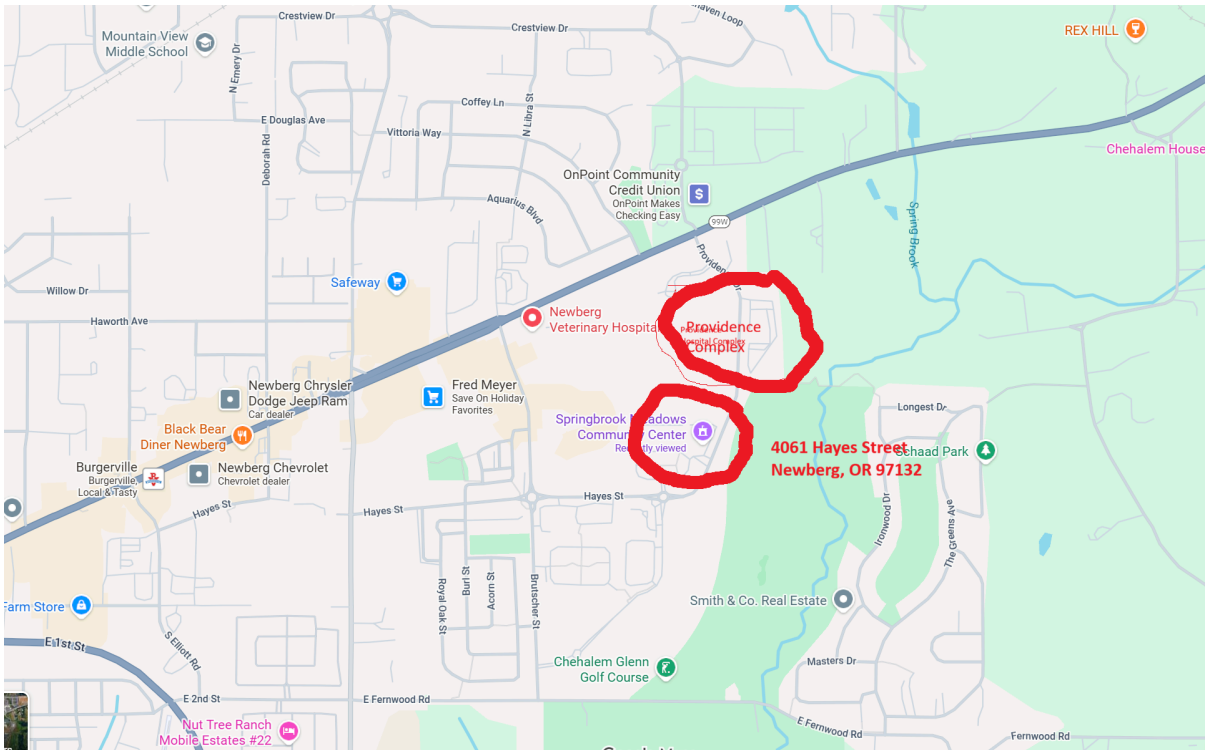 Crestview Dr
Crestview Dr
haven Loop
REX HILL
Mountain View
Middle School
N Emery Dr
Coffey Ln
N Libra St
E Douglas Ave
Vittoria Way
Deborah Rd
Chehalem House
OnPoint Community
Credit Union
OnPoint Makes
Checking Easy
Aquarius Blvd
99W
Spring Brook
Providence Dr
Safeway
Willow Dr
Haworth Ave
Newberg
Veterinary Hospital
Providence
Complex
Providence
Hospital Complex
Newberg Chrysler
Dodge Jeep Ram
Car dealer
Fred Meyer
Save On Holiday
Favorites
Springbrook Meadows
Community Center
Recently viewed
Longest Dr
Black Bear
Diner Newberg
4061 Hayes Street
Newberg, OR 97132
Schaad Park
Burgerville
Burgerville,
Local & Tasty
Newberg Chevrolet
Chevrolet dealer
Hayes St
Hayes St
Hayes St
Ironwood Dr
The Greens Ave
Royal Oak St
Burl St
Acorn St
Brutscher St
Farm Store
Smith & Co. Real Estate
E 1st St
S Elliott Rd
Chehalem Glenn
Golf Course
Masters Dr
E 2nd St
E Fernwood Rd
E Fernwood Rd
Fernwood Rd
Nut Tree Ranch
Mobile Estates #22